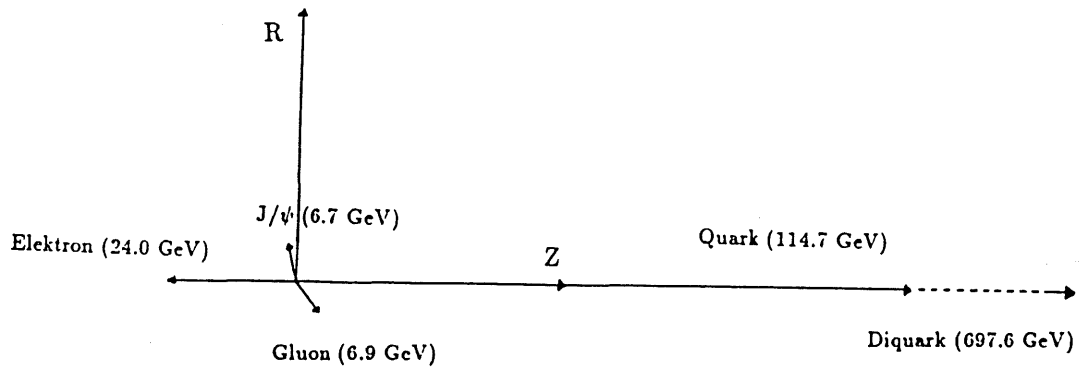 R
J/ψ (6.7 GeV)
Elektron (24.0 GeV)
Quark (114.7 GeV)
Z
Diquark (697.6 GeV)
Gluon (6.9 GeV)